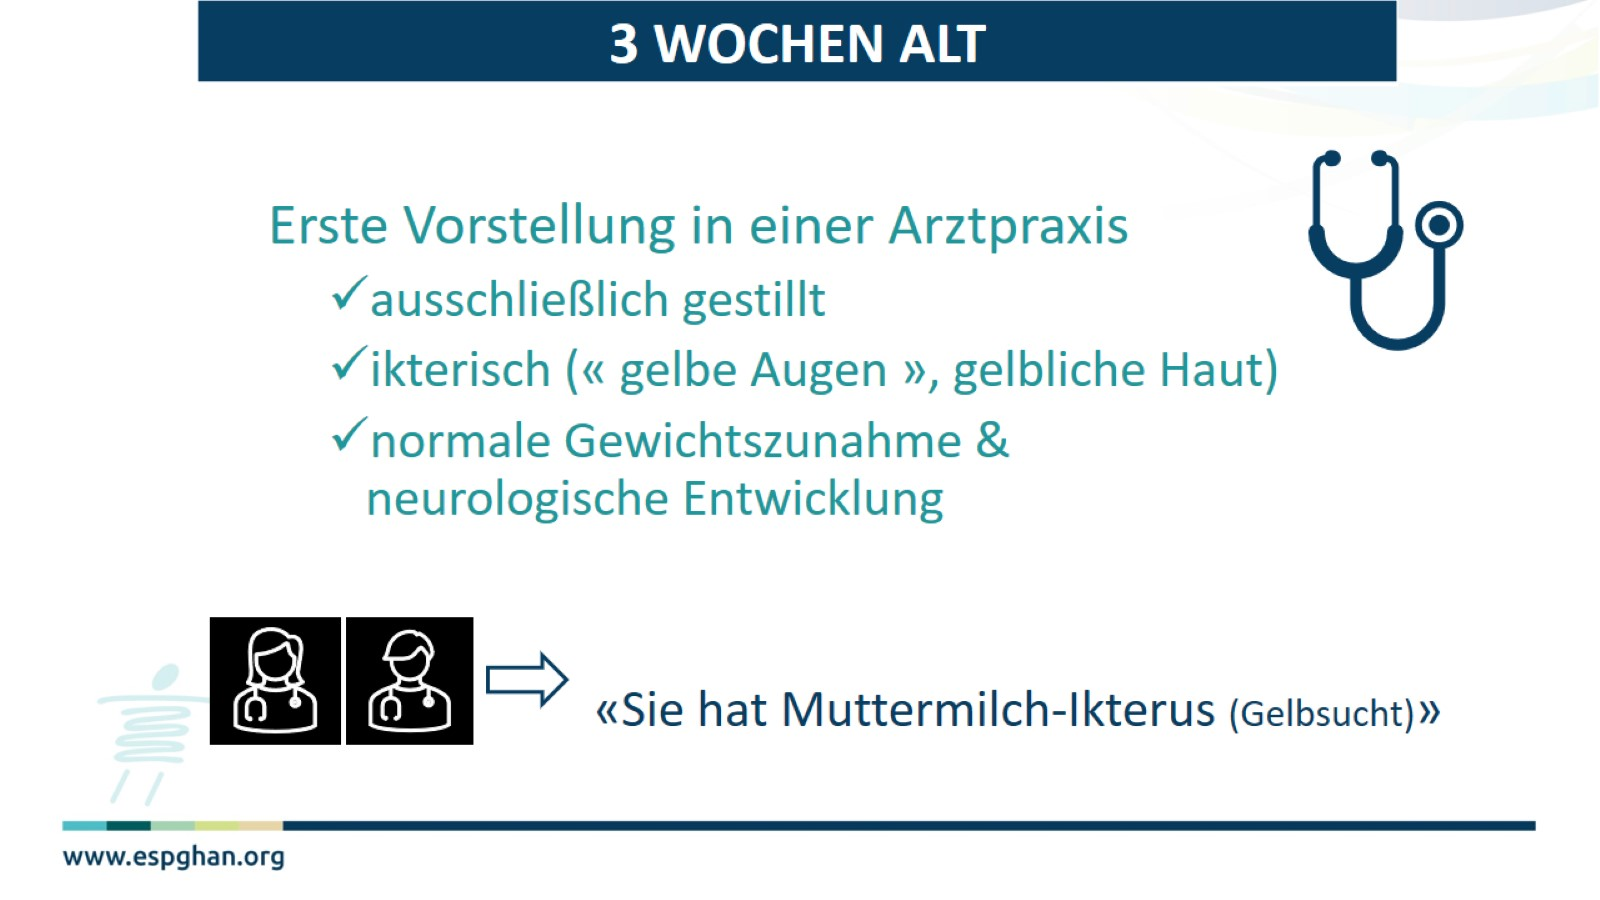 3 WOCHEN ALT
Erste Vorstellung in einer Arztpraxis
✓ausschließlich gestillt
✓ikterisch (« gelbe Augen », gelbliche Haut)
✓normale Gewichtszunahme &
neurologische Entwicklung
«Sie hat Muttermilch-Ikterus (Gelbsucht)»
www.espghan.org